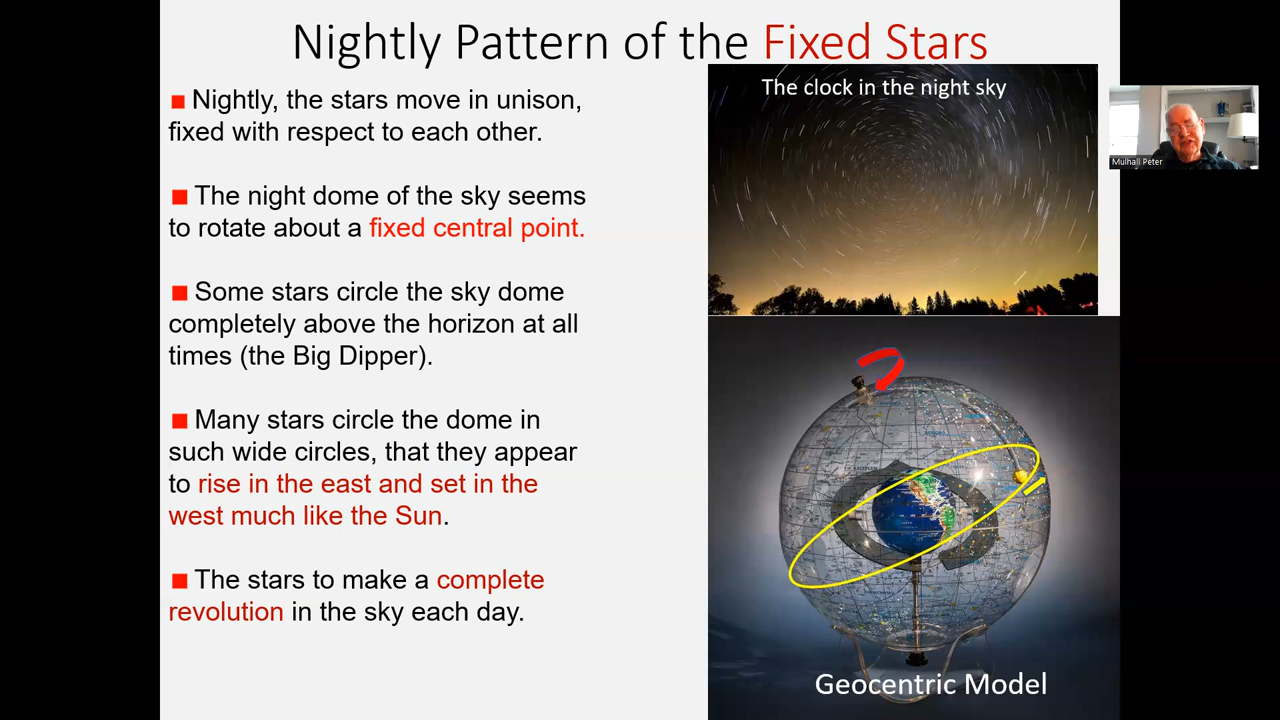 Nightly Pattern of the Fixed Stars
Nightly, the stars move in unison,
fixed with respect to each other.
The night dome of the sky seems
to rotate about a fixed central point.
Some stars circle the sky dome
completely above the horizon at all
times (the Big Dipper).
Many stars circle the dome in
such wide circles, that they appear
to rise in the east and set in the
west much like the Sun.
The stars to make a complete
revolution in the sky each day.
The clock in the night sky
Geocentric Model
Mulhall Peter